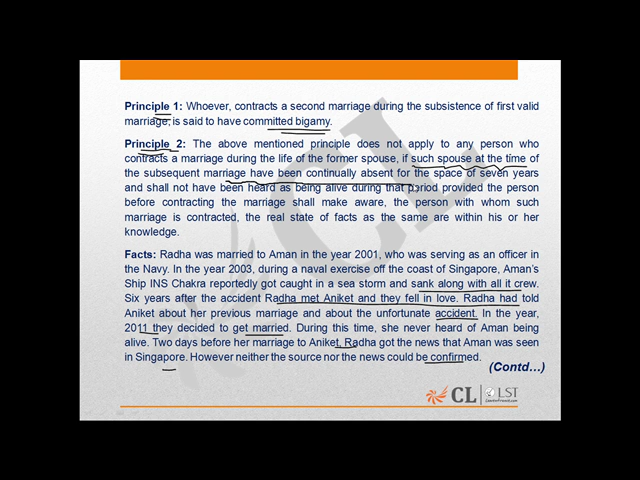 Principle 1: Whoever, contracts a second marriage during the subsistence of first valid
marriage, is said to have committed bigamy.
Principle 2: The above mentioned principle does not apply to any person who
contracts a marriage during the life of the former spouse, if such spouse at the time of
the subsequent marriage have been continually absent for the space of seven years
and shall not have been heard as being alive during that period provided the person
before contracting the marriage shall make aware, the person with whom such
marriage is contracted, the real state of facts as the same are within his or her
knowledge.
Facts: Radha was married to Aman in the year 2001, who was serving as an officer in
the Navy. In the year 2003, during a naval exercise off the coast of Singapore, Aman's
Ship INS Chakra reportedly got caught in a sea storm and sank along with all it crew.
Six years after the accident Radha met Aniket and they fell in love. Radha had told
Aniket about her previous marriage and about the unfortunate accident. In the year,
2011 they decided to get married. During this time, she never heard of Aman being
alive. Two days before her marriage to Aniket, Radha got the news that Aman was seen
in Singapore. However neither the source nor the news could be confirmed.
(Contd…)
CL LST